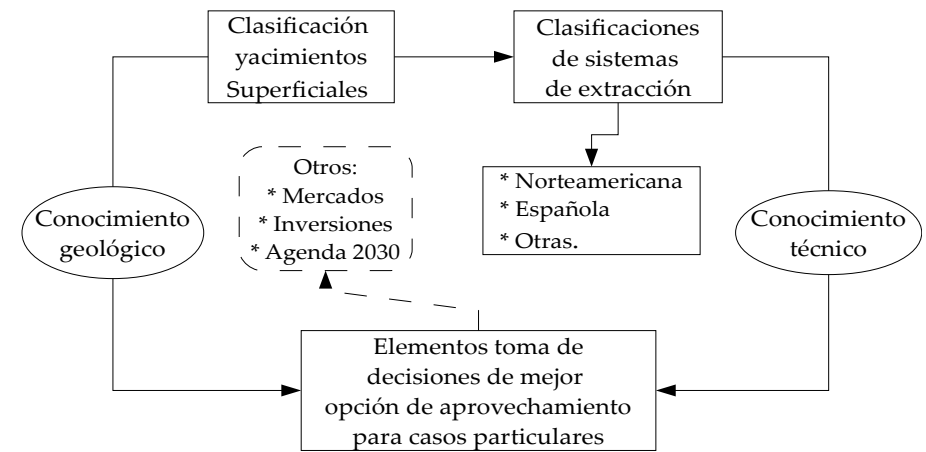 Clasificación
yacimientos
Superficiales
Clasificaciones
de sistemas
de extracción
Otros:
* Mercados
* Inversiones
* Agenda 2030
* Norteamericana
* Española
* Otras.
Conocimiento
geológico
Conocimiento
técnico
Elementos toma de
decisiones de mejor
opción de aprovechamiento
para casos particulares